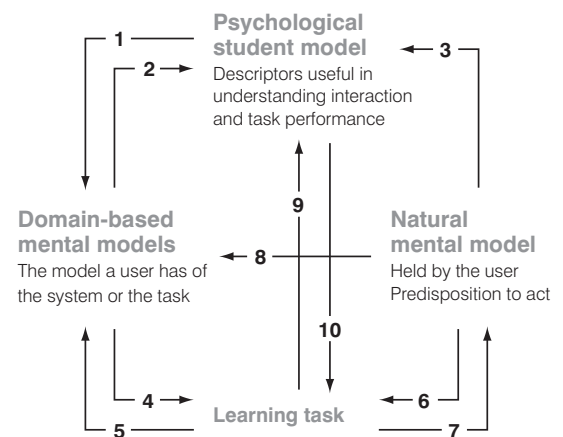 Psychological
student model
Descriptors useful in
understanding interaction
and task performance
1
2
3
9
Domain-based
mental models
The model a user has of
the system or the task
8
Natural
mental model
Held by the user
Predisposition to act
10
4
Learning task
6
5
7